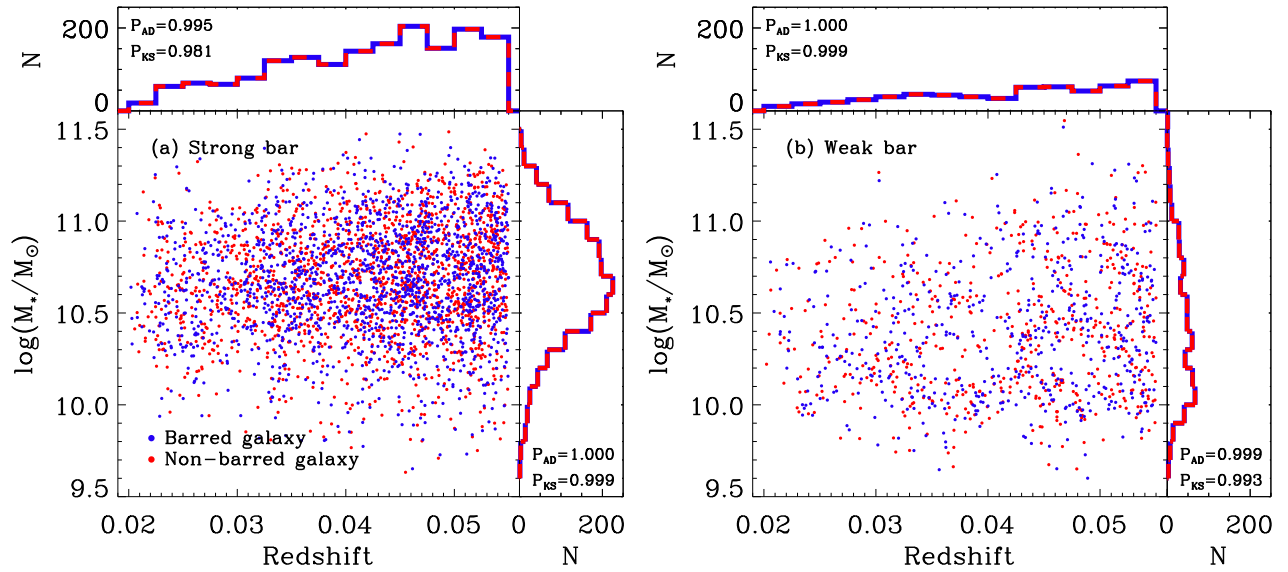 200
N
0
P_AD=0.995
P_KS=0.981
11.5
11.0
10.5
10.0
9.5
log(M_*/M_⊙)
(a) Strong bar
Barred galaxy
Non-barred galaxy
P_AD=1.000
P_KS=0.999
0.02 0.03 0.04 0.05 0 200
Redshift N
200
N
0
P_AD=1.000
P_KS=0.999
11.5
11.0
10.5
10.0
9.5
log(M_*/M_⊙)
(b) Weak bar
P_AD=0.999
P_KS=0.993
0.02 0.03 0.04 0.05 0 200
Redshift N